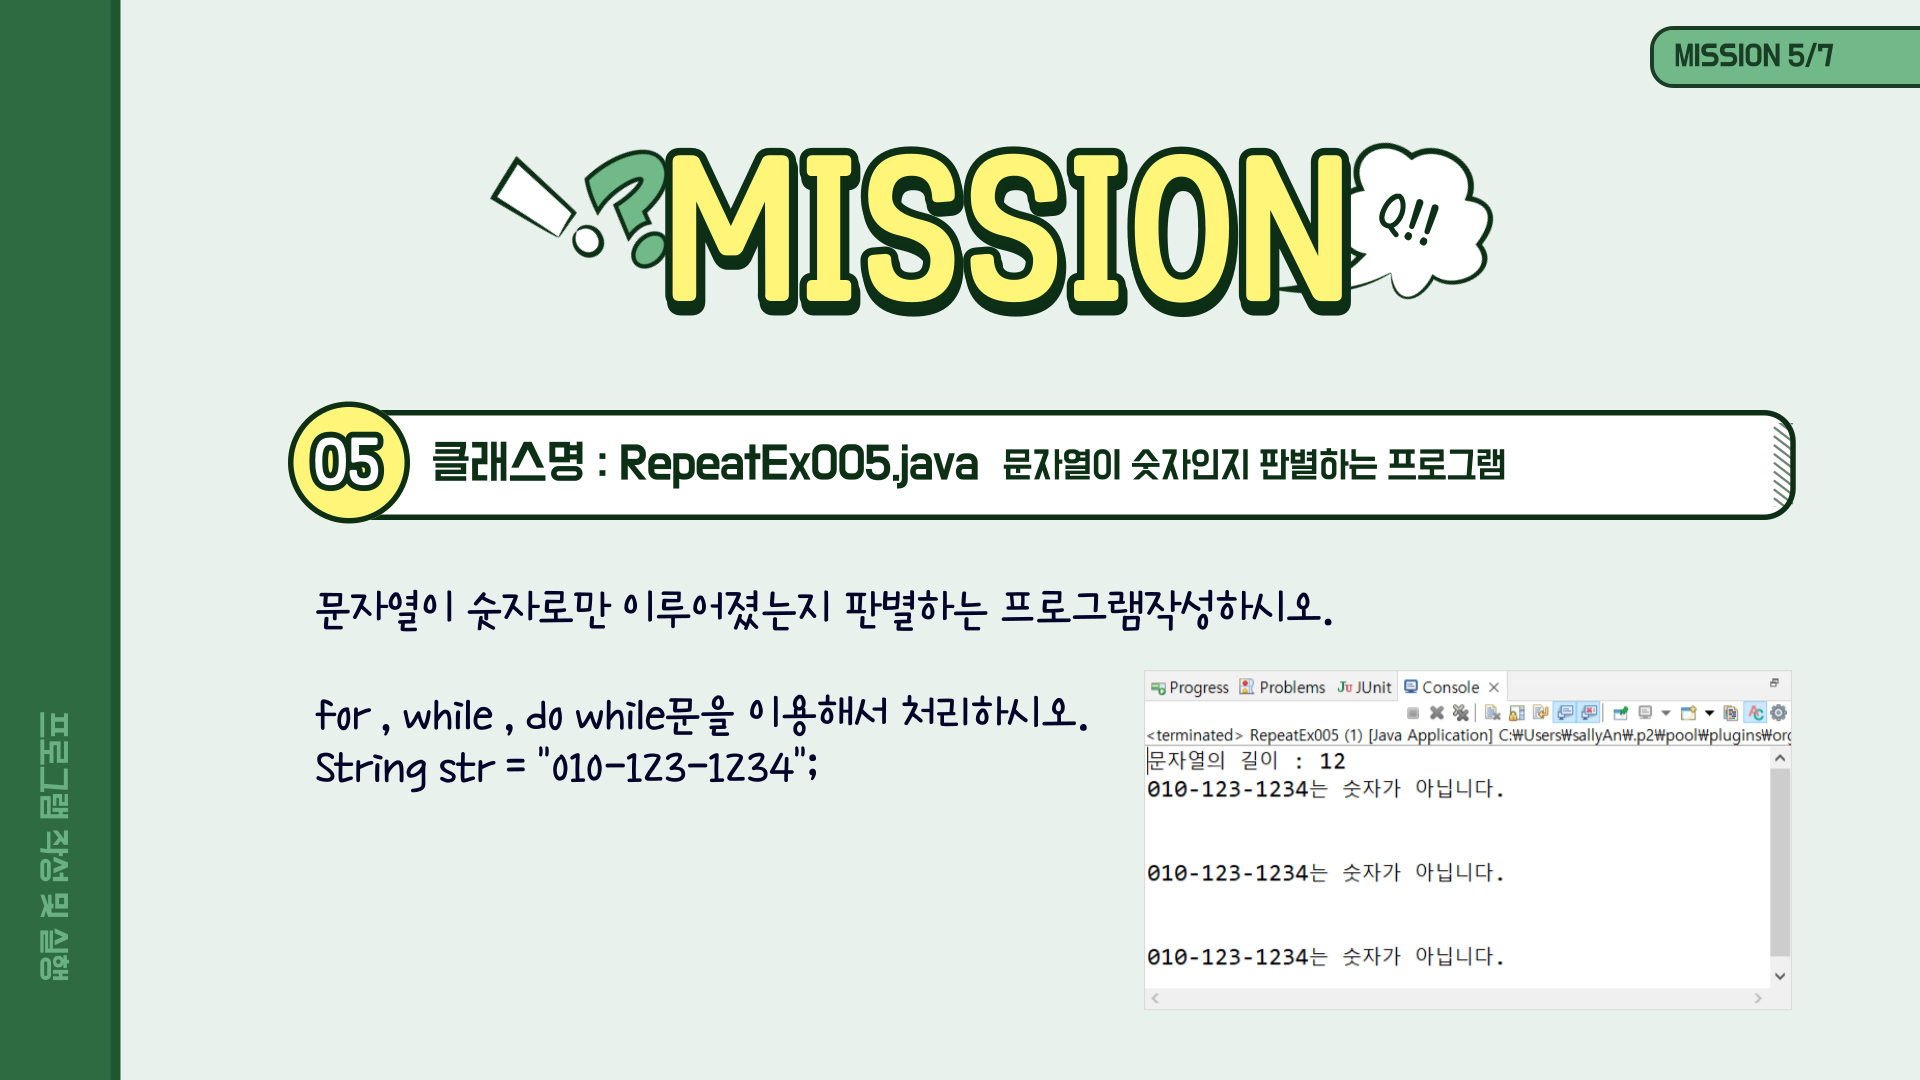 MISSION 5/7
MISSION
Q!!
05 클래스명 : RepeatEx005.java 문자열이 숫자인지 판별하는 프로그램
문자열이 숫자로만 이루어졌는지 판별하는 프로그램작성하시오.
for , while , do while문을 이용해서 처리하시오.
String str = "010-123-1234";
Progress Problems JUnit Console
<terminated> RepeatEx005 (1) [Java Application] C:₩Users₩sallyAn₩.p2₩pool₩plugins₩org
문자열의 길이 : 12
010-123-1234는 숫자가 아닙니다.
010-123-1234는 숫자가 아닙니다.
010-123-1234는 숫자가 아닙니다.
프로그램 작성 및 실행